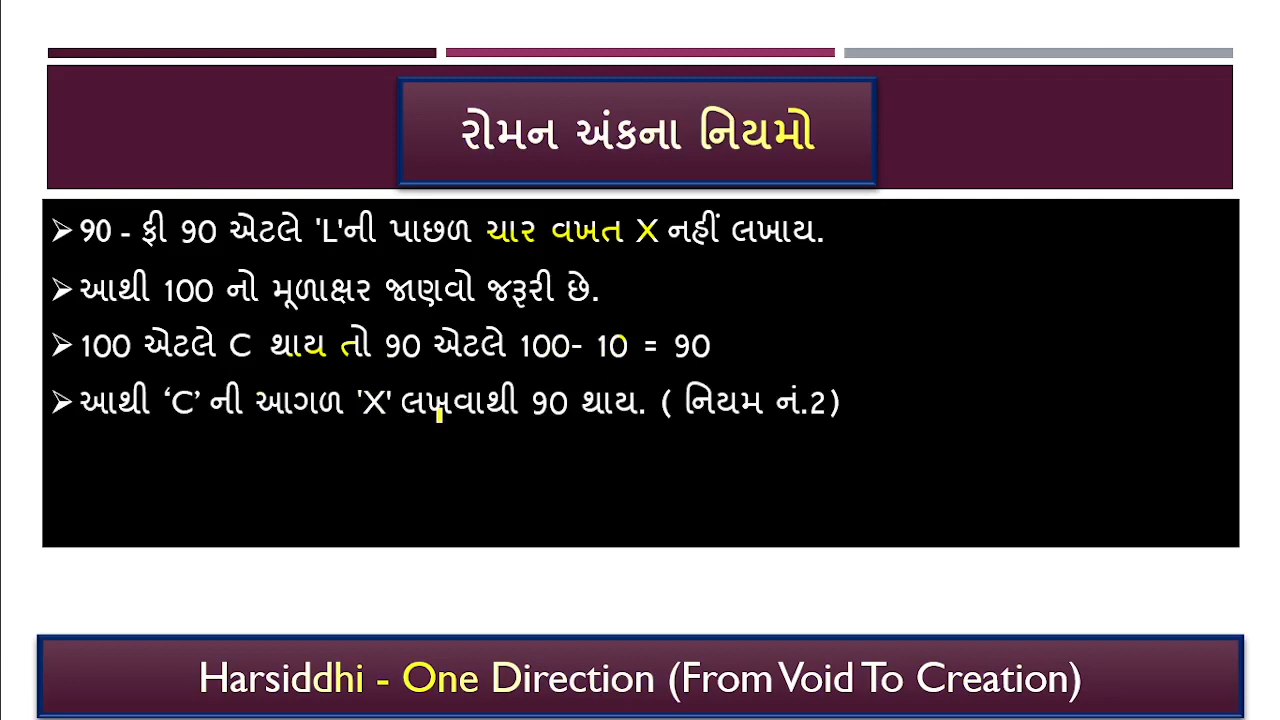 રોમન અંકના નિયમો
➢90 - ફી 90 એટલે 'L'ની પાછળ ચાર વખત X નહીં લખાય.
➢આથી 100 નો મૂળાક્ષર જાણવો જરૂરી છે.
➢100 એટલે C થાય તો 90 એટલે 100- 10 = 90
➢આથી ‘C’ ની આગળ 'X' લખવાથી 90 થાય. ( નિયમ નં.2)
Harsiddhi - One Direction (From Void To Creation)